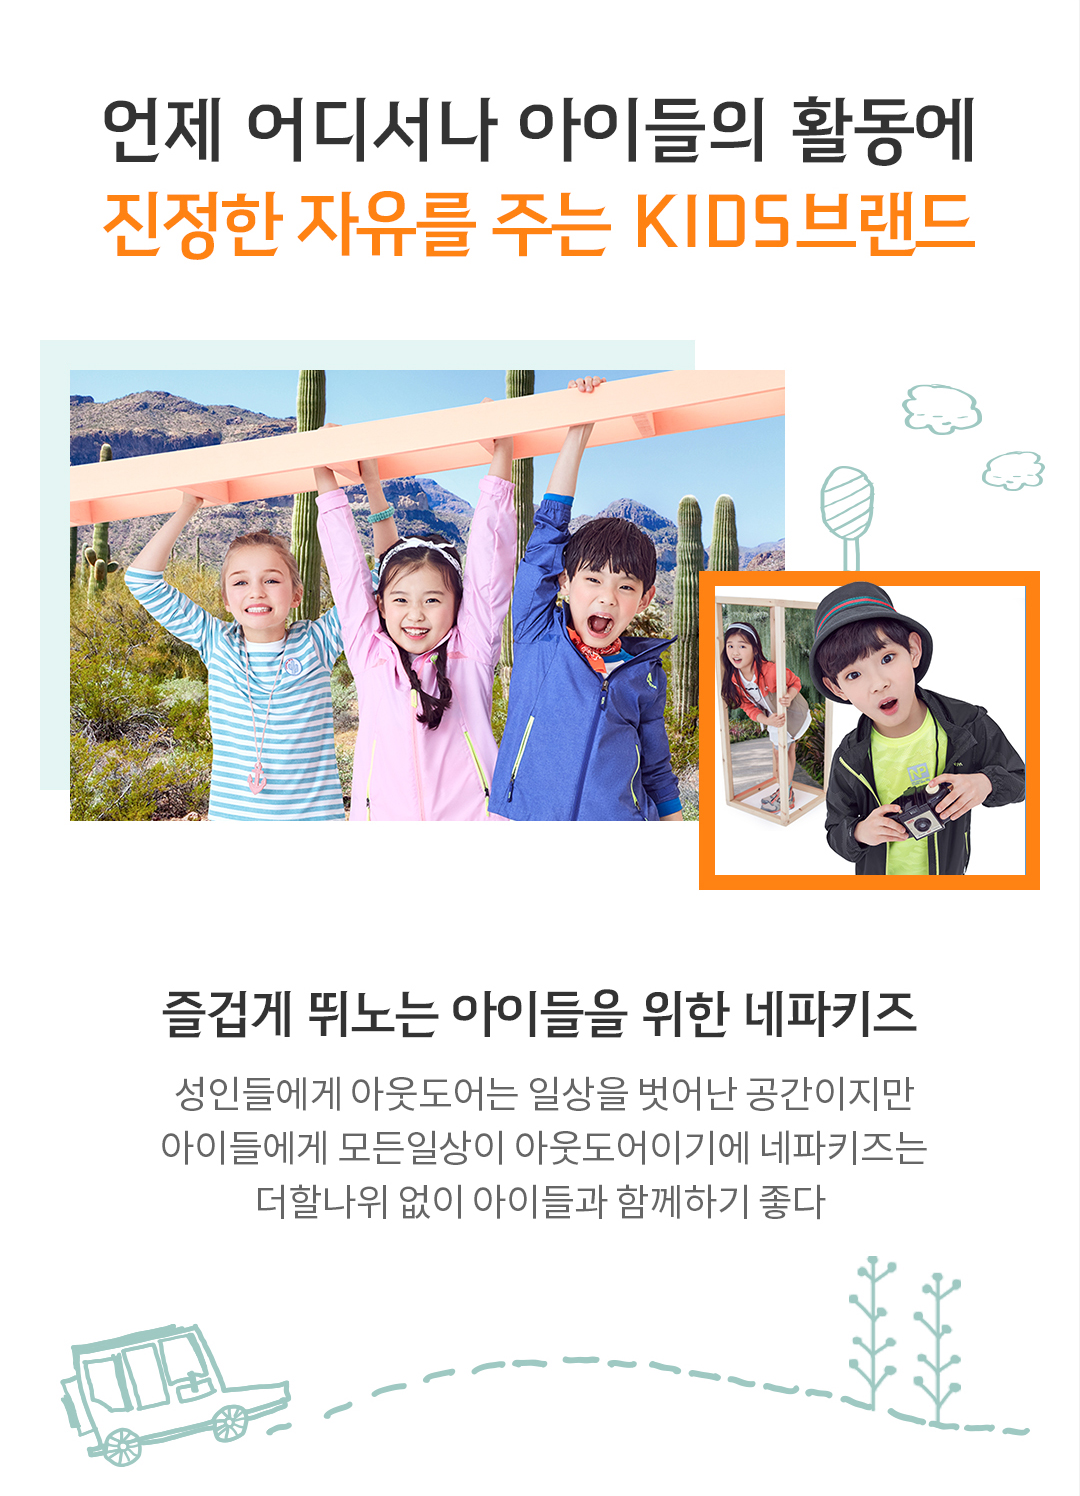 언제 어디서나 아이들의 활동에
진정한 자유를 주는 KIDS브랜드
즐겁게 뛰노는 아이들을 위한 네파키즈
성인들에게 아웃도어는 일상을 벗어난 공간이지만
아이들에게 모든일상이 아웃도어이기에 네파키즈는
더할나위 없이 아이들과 함께하기 좋다